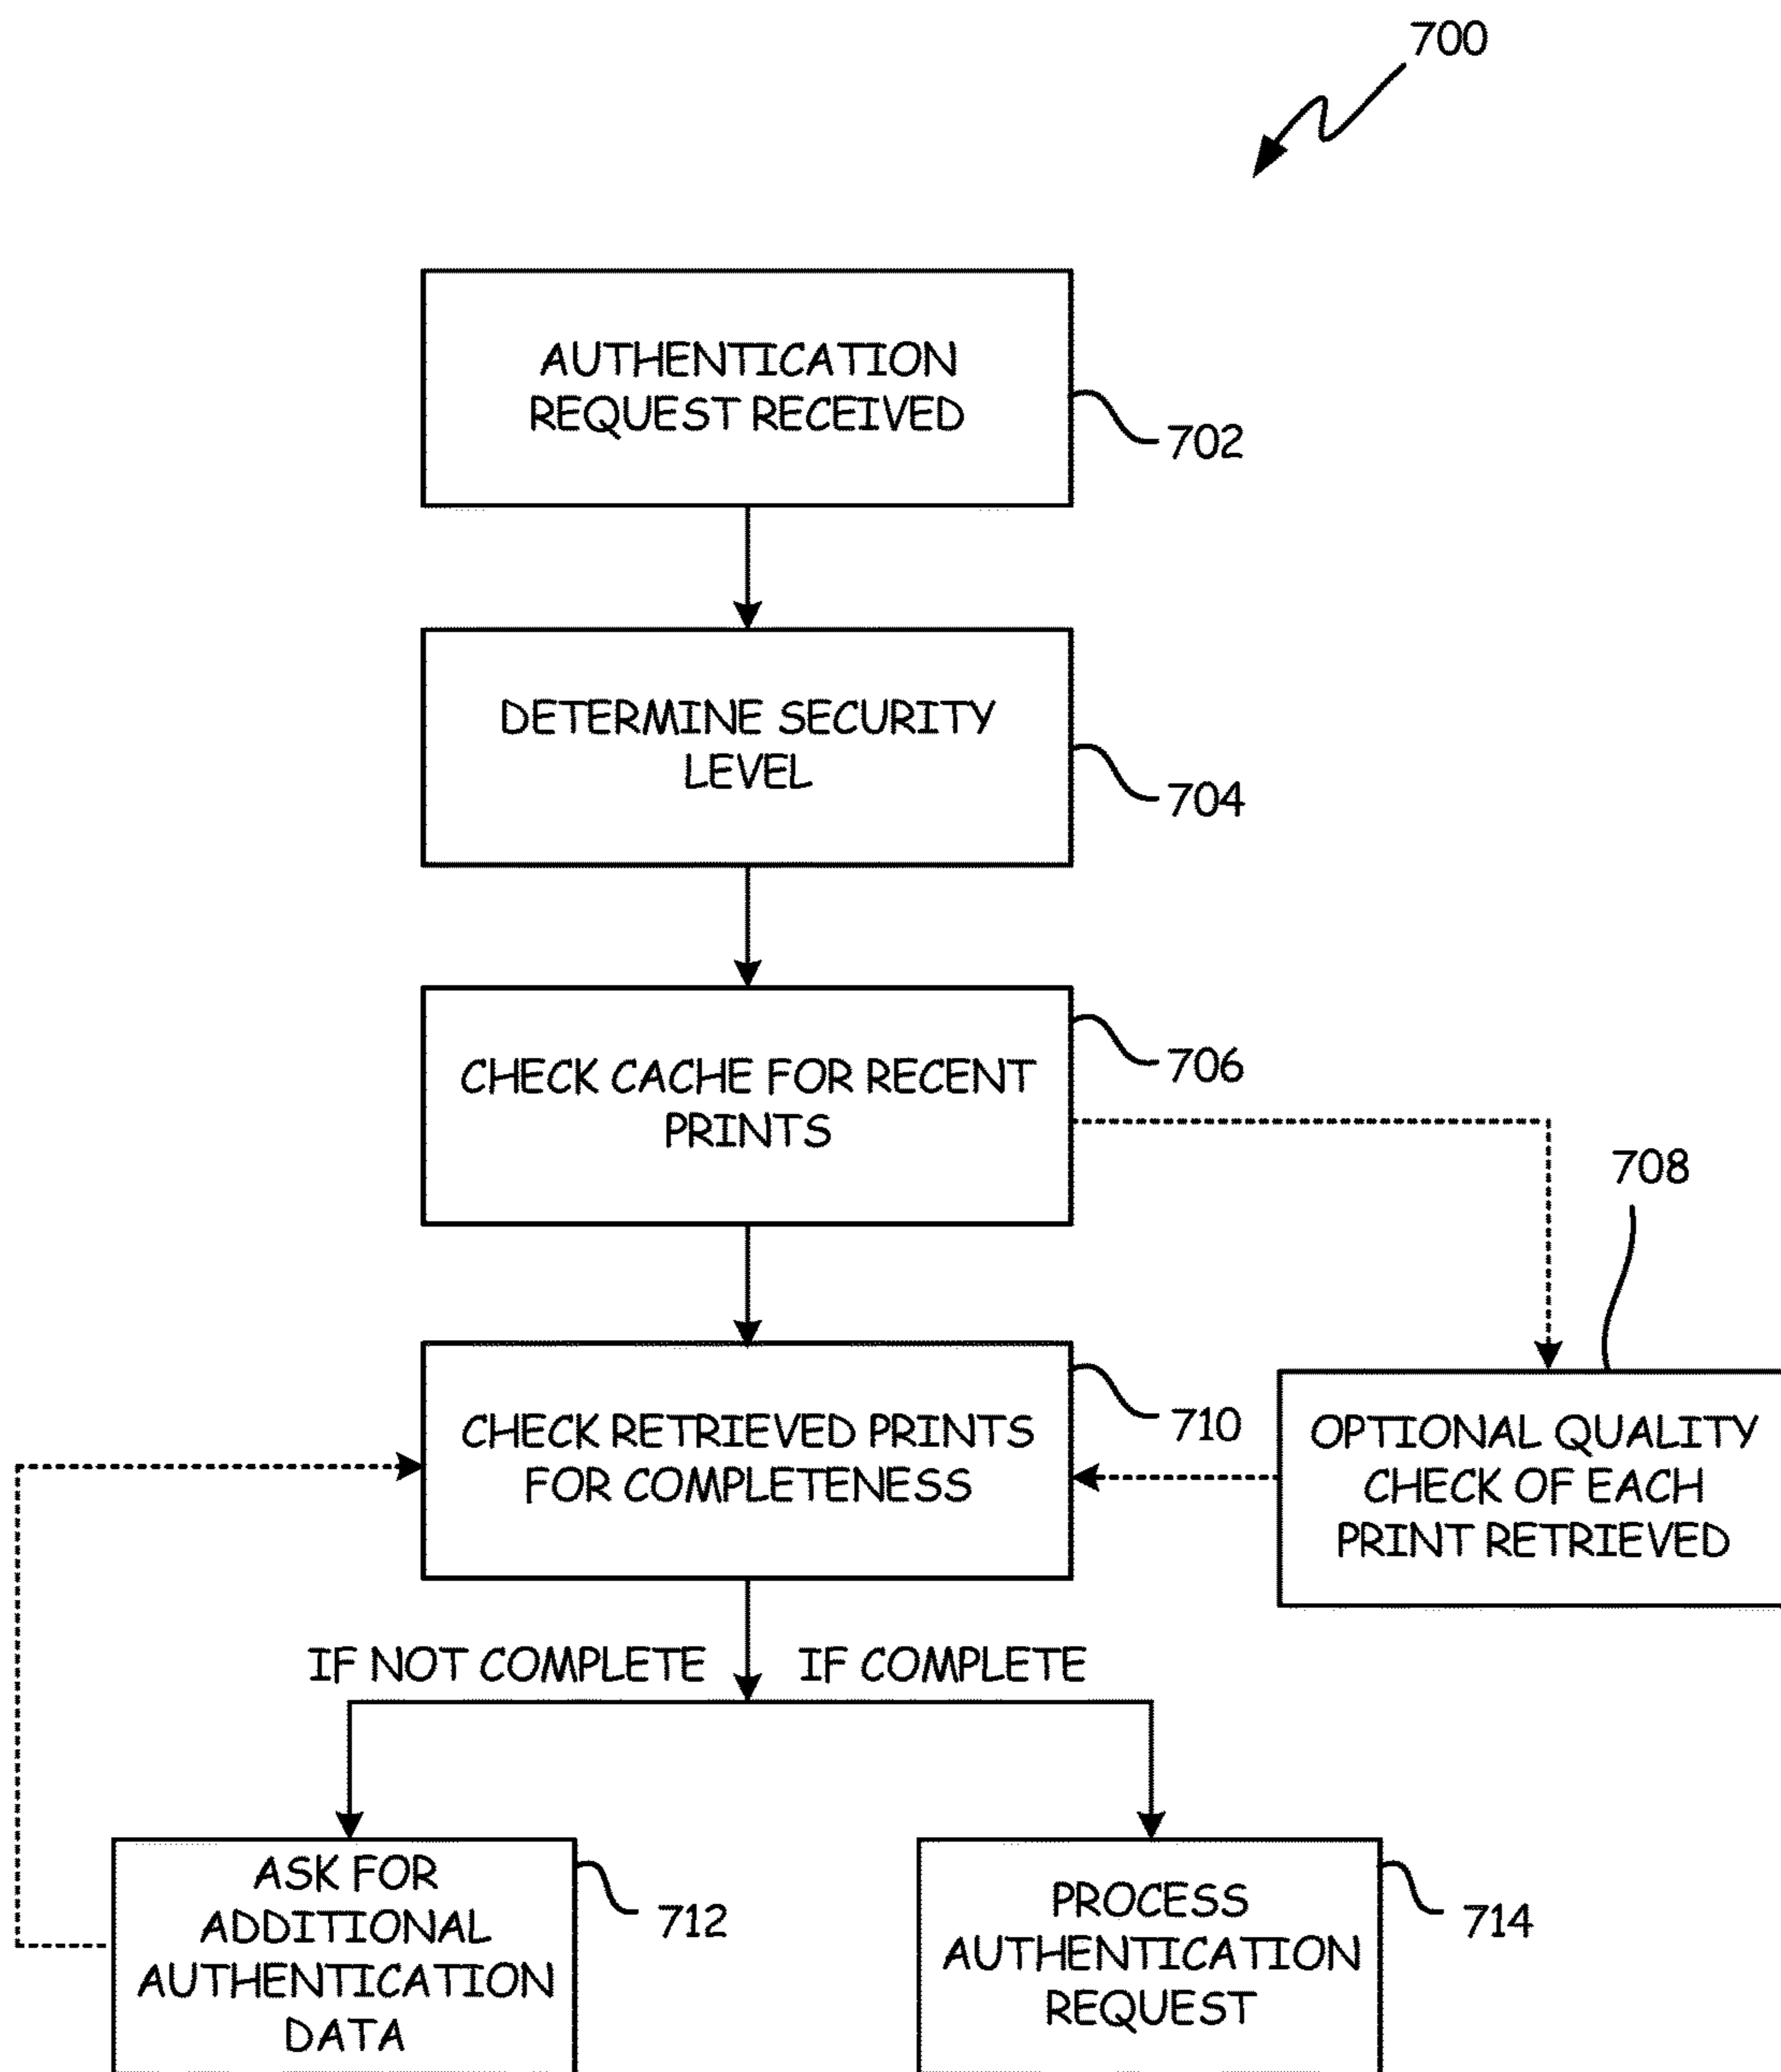 700
AUTHENTICATION
REQUEST RECEIVED
702
DETERMINE SECURITY
LEVEL
704
CHECK CACHE FOR RECENT
PRINTS
706
708
CHECK RETRIEVED PRINTS
FOR COMPLETENESS
710
OPTIONAL QUALITY
CHECK OF EACH
PRINT RETRIEVED
IF NOT COMPLETE
IF COMPLETE
ASK FOR
ADDITIONAL
AUTHENTICATION
DATA
712
PROCESS
AUTHENTICATION
REQUEST
714